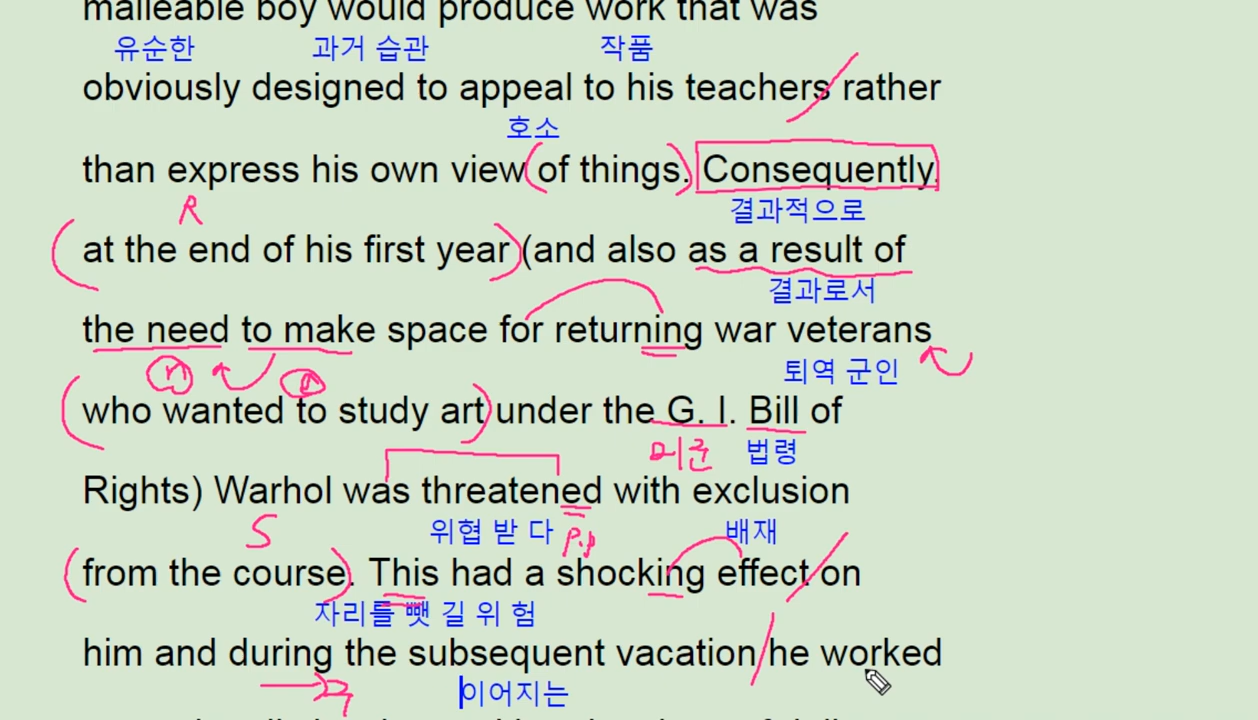 malleable boy would produce work that was
유순한 과거 습관 작품
obviously designed to appeal to his teachers rather
호소
than express his own view of things. Consequently,
R 결과적으로
at the end of his first year (and also as a result of
결과로서
the need to make space for returning war veterans
n 퇴역 군인
who wanted to study art under the G. I. Bill of
미군 법령
Rights) Warhol was threatened with exclusion
S 위협 받 다 p.p 배재
from the course. This had a shocking effect on
자리를 뺏 길 위 험
him and during the subsequent vacation he worked
이어지는